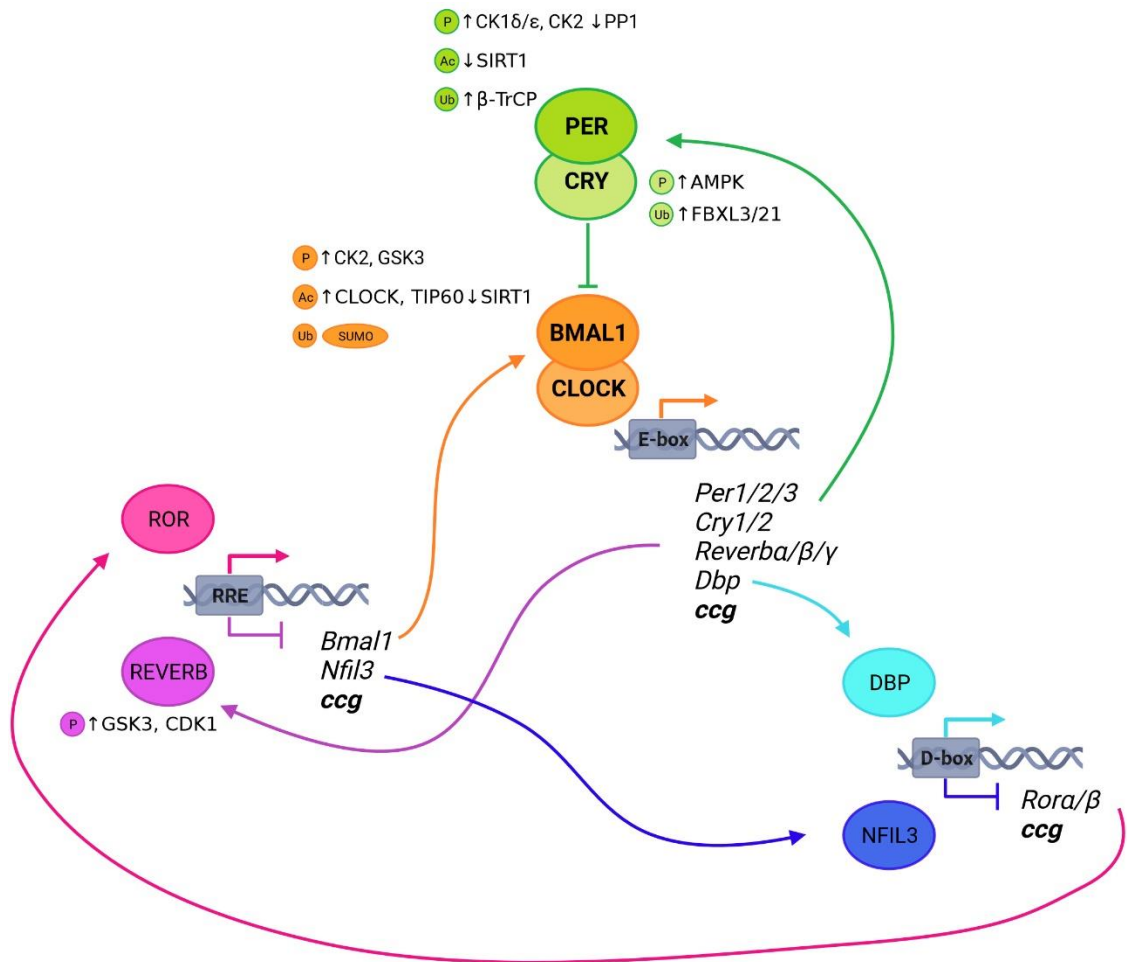 P ↑CK1δ/ε, CK2 ↓PP1
Ac ↓SIRT1
Ub ↑β-TrCP
PER
CRY
P ↑AMPK
Ub ↑FBXL3/21
P ↑CK2, GSK3
Ac ↑CLOCK, TIP60↓SIRT1
Ub SUMO
BMAL1
CLOCK
E-box
Per1/2/3
Cry1/2
Reverbα/β/γ
Dbp
ccg
ROR
RRE
REVERB
P ↑GSK3, CDK1
Bmal1
Nfil3
ccg
DBP
D-box
NFIL3
Rorα/β
ccg